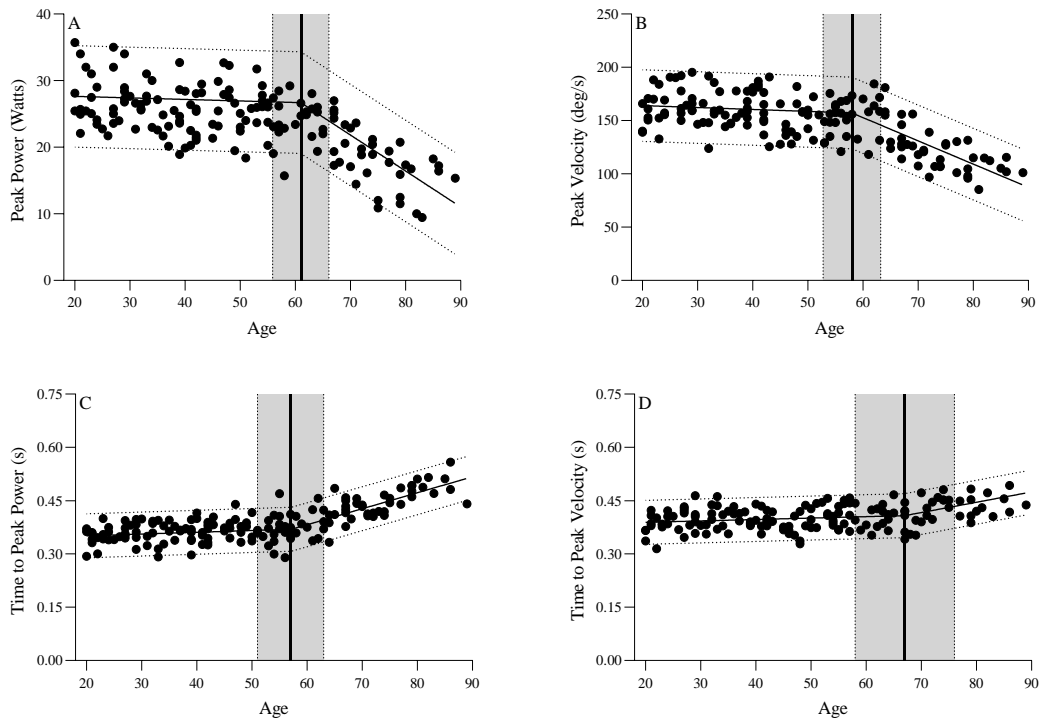 A
Peak Power (Watts)
40
30
20
10
0
20 30 40 50 60 70 80 90
Age
B
Peak Velocity (deg/s)
250
200
150
100
50
0
20 30 40 50 60 70 80 90
Age
C
Time to Peak Power (s)
0.75
0.60
0.45
0.30
0.15
0.00
20 30 40 50 60 70 80 90
Age
D
Time to Peak Velocity (s)
0.75
0.60
0.45
0.30
0.15
0.00
20 30 40 50 60 70 80 90
Age